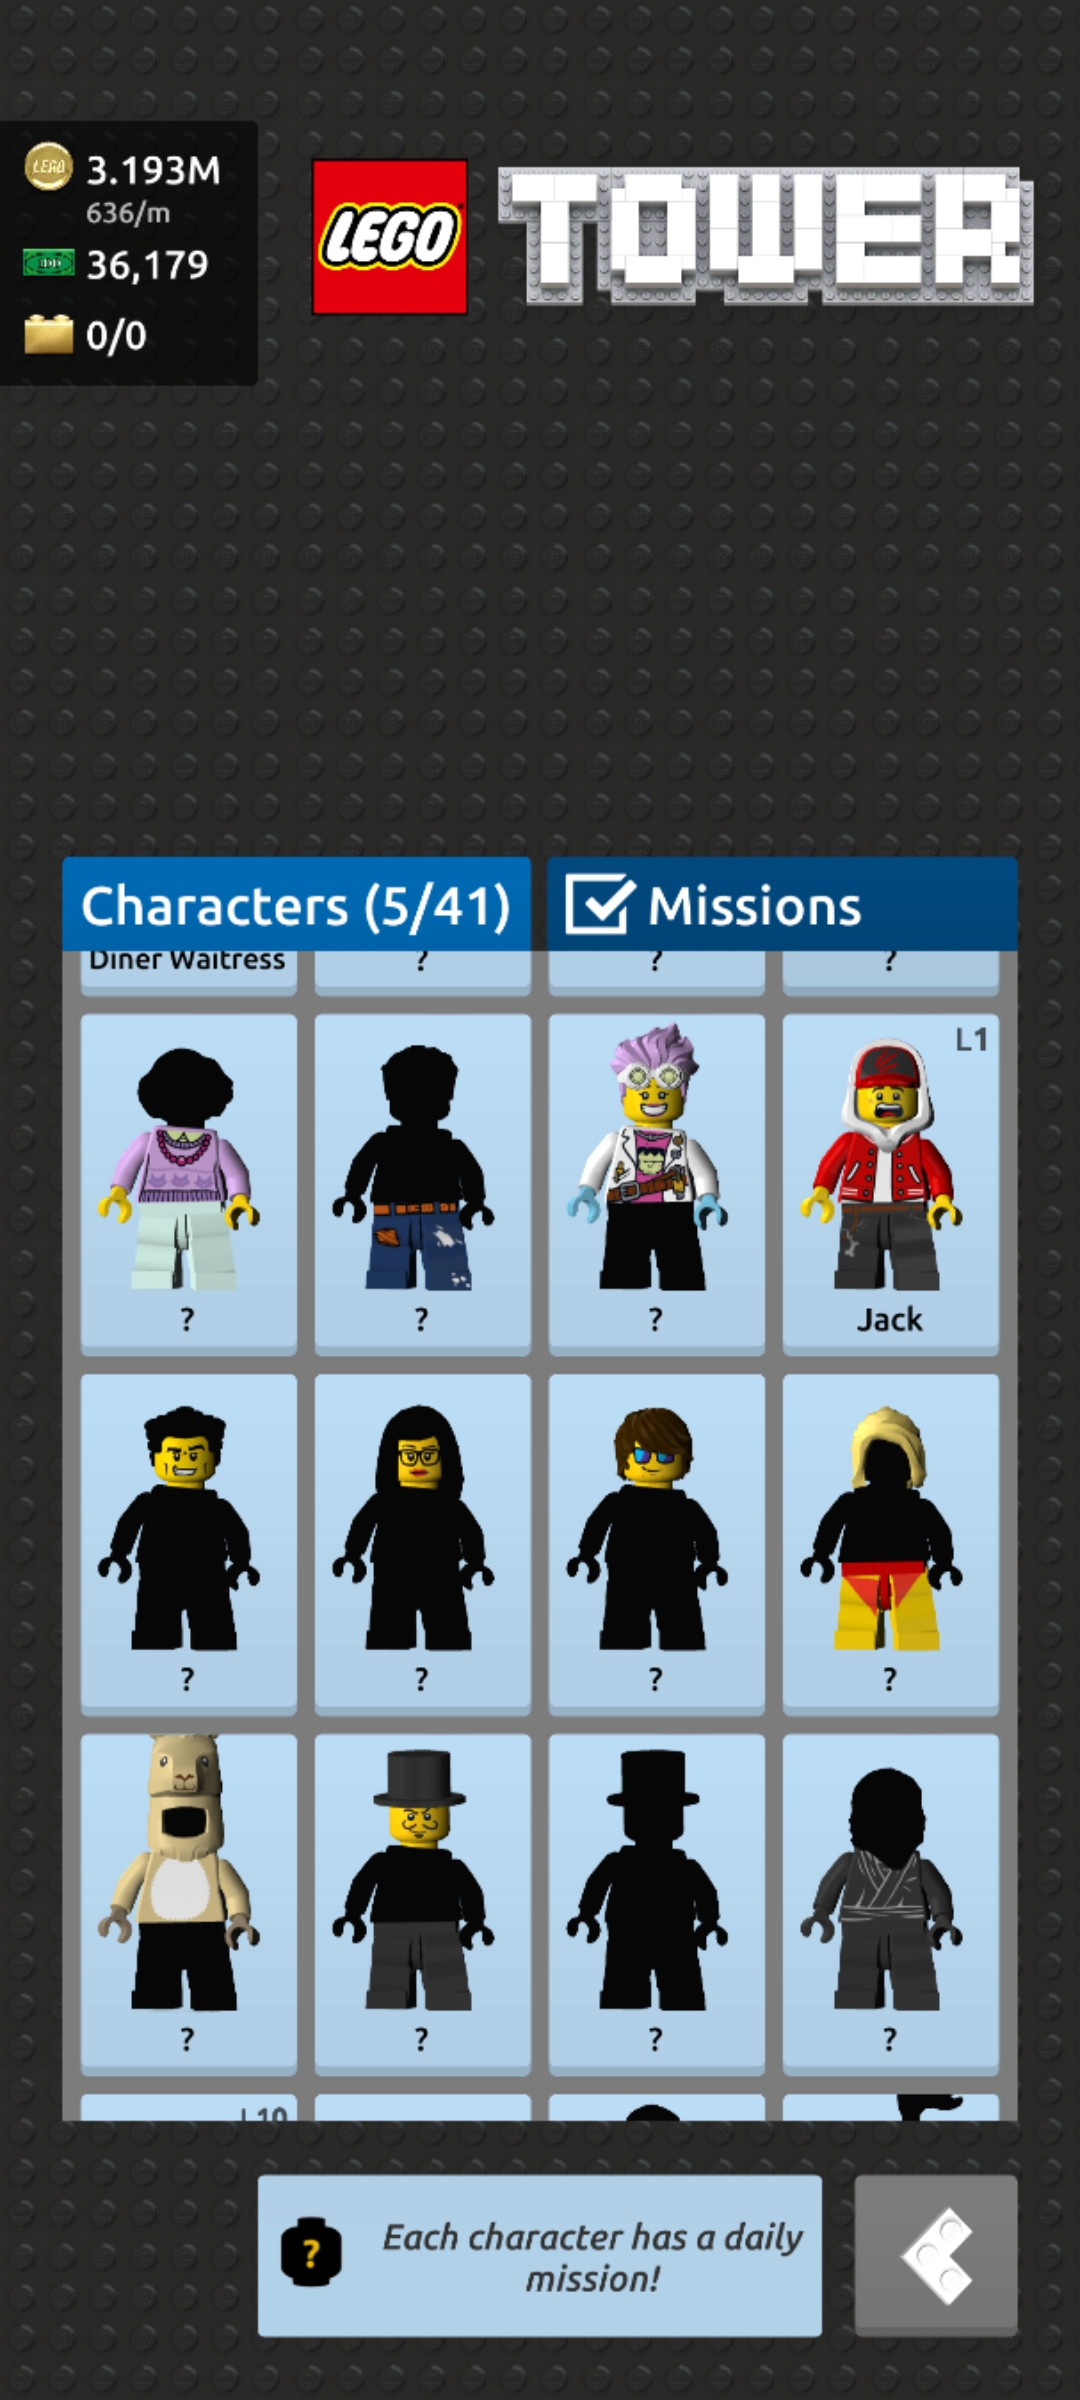 LEGO
3.193M
636/m
36,179
0/0
LEGO TOWER
Characters (5/41)
Missions
Diner Waitress ? ? ?
L1
? ? ? Jack
? ? ? ?
? ? ? ?
L10
? Each character has a daily
mission!